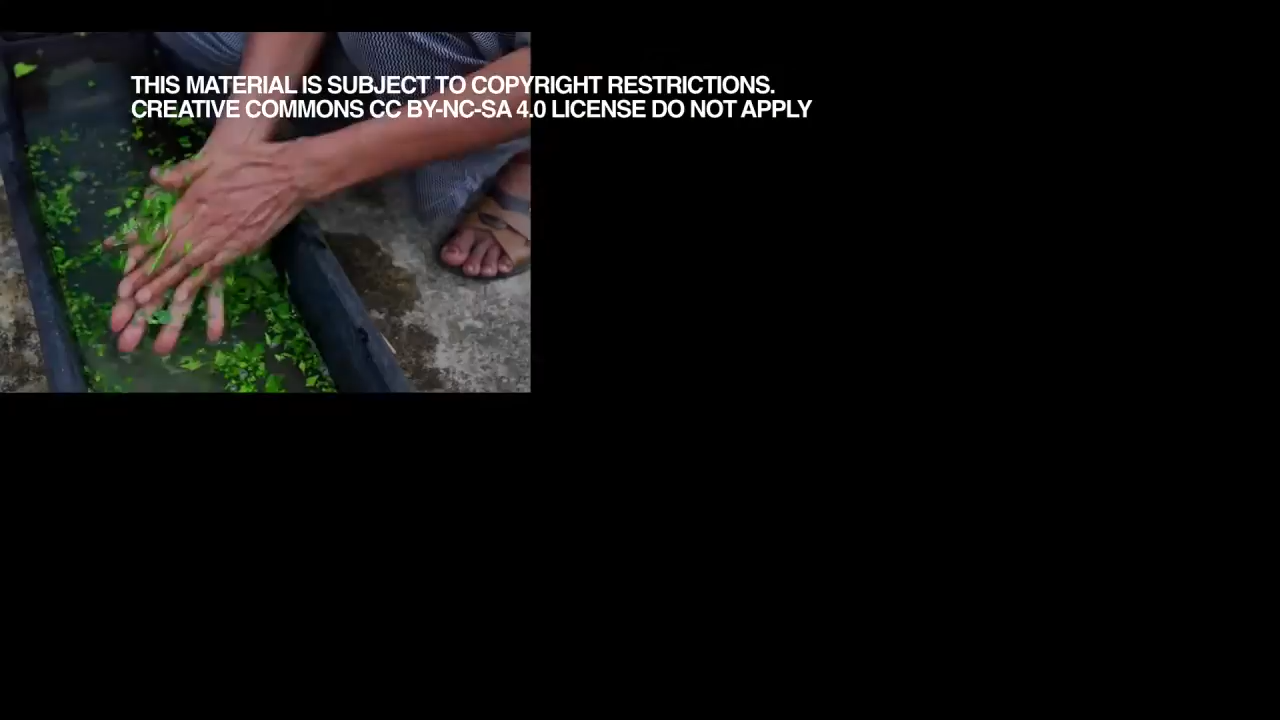 THIS MATERIAL IS SUBJECT TO COPYRIGHT RESTRICTIONS.
CREATIVE COMMONS CC BY-NC-SA 4.0 LICENSE DO NOT APPLY